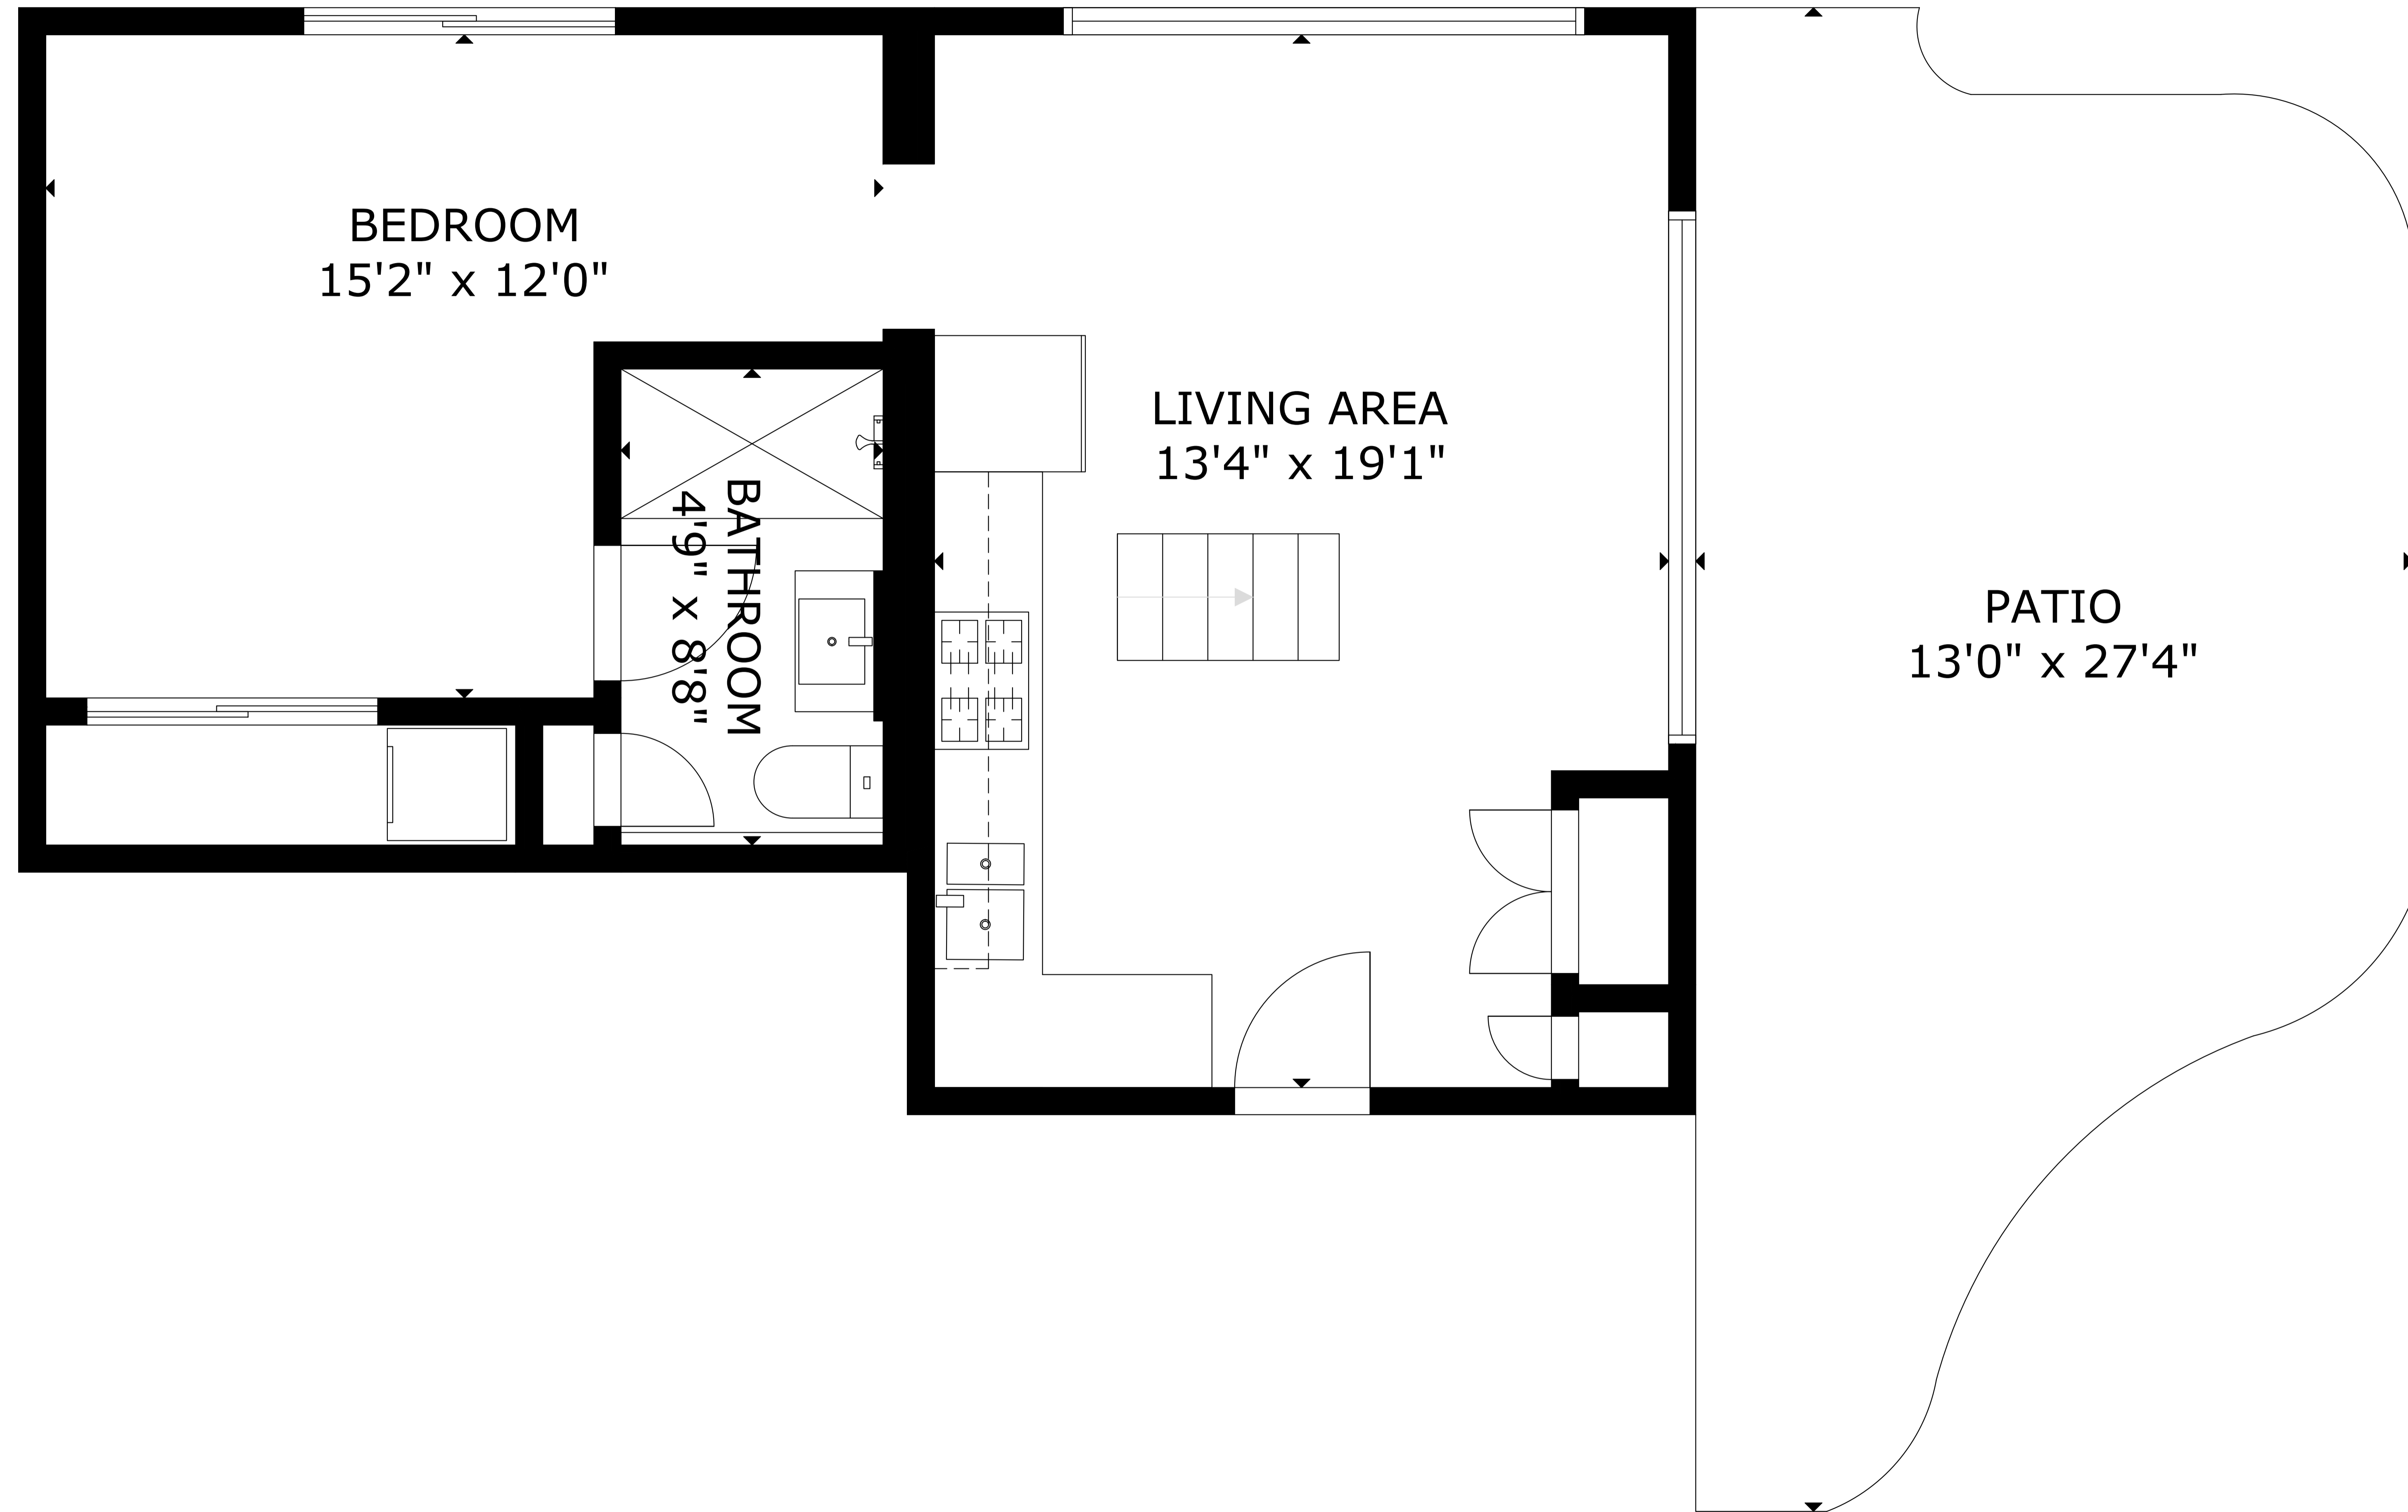 BEDROOM
15'2" x 12'0"
LIVING AREA
13'4" x 19'1"
BATHROOM
4'9" x 8'8"
PATIO
13'0" x 27'4"